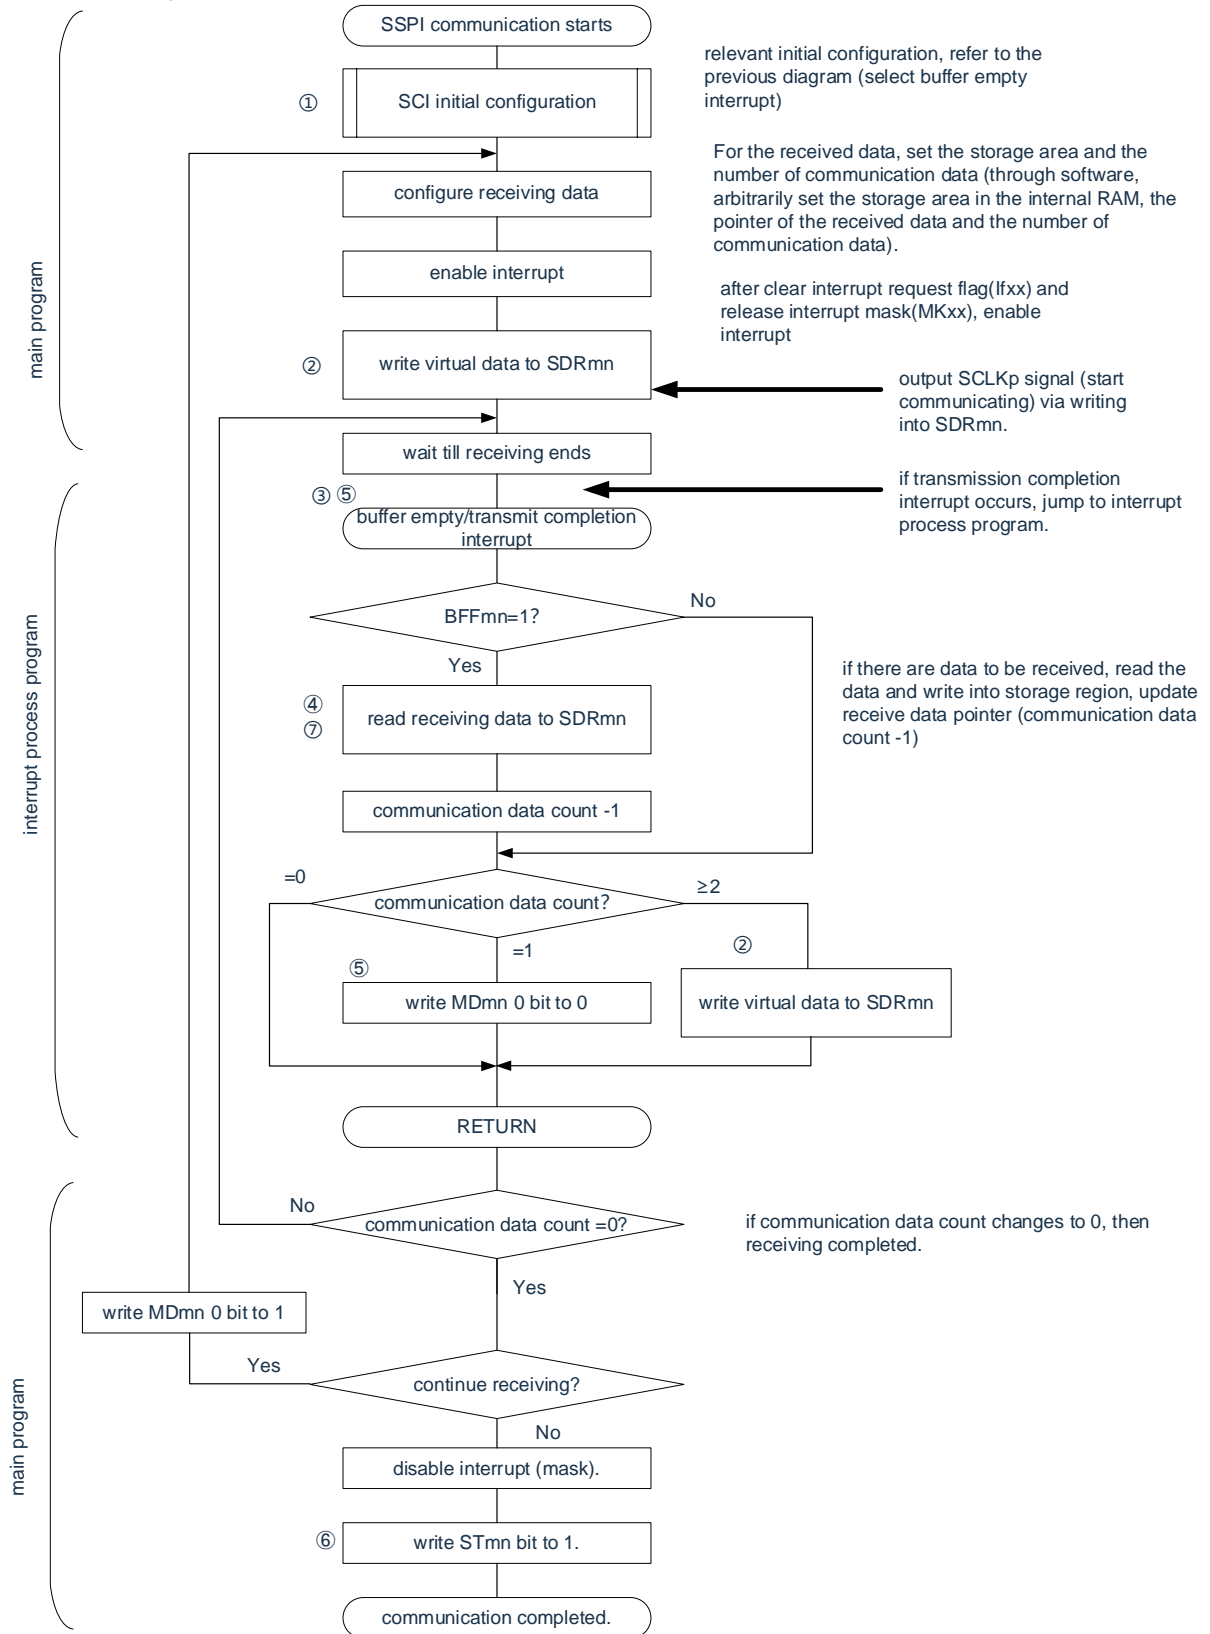 SSPI communication starts
relevant initial configuration, refer to the
previous diagram (select buffer empty
interrupt)
①
SCI initial configuration
For the received data, set the storage area and the
number of communication data (through software,
arbitrarily set the storage area in the internal RAM, the
pointer of the received data and the number of
communication data).
configure receiving data
main program
enable interrupt
after clear interrupt request flag(Ifxx) and
release interrupt mask(MKxx), enable
interrupt
②
write virtual data to SDRmn
output SCLKp signal (start
communicating) via writing
into SDRmn.
wait till receiving ends
③ ⑤
if transmission completion
interrupt occurs, jump to interrupt
process program.
buffer empty/transmit completion
interrupt
BFFmn=1?
No
Yes
interrupt process program
if there are data to be received, read the
data and write into storage region, update
receive data pointer (communication data
count -1)
④
⑦
read receiving data to SDRmn
communication data count -1
=0
communication data count?
≥2
=1
⑤
②
write MDmn 0 bit to 0
write virtual data to SDRmn
RETURN
No
communication data count =0?
if communication data count changes to 0, then
receiving completed.
Yes
write MDmn 0 bit to 1
Yes
continue receiving?
No
main program
disable interrupt (mask).
⑥
write STmn bit to 1.
communication completed.